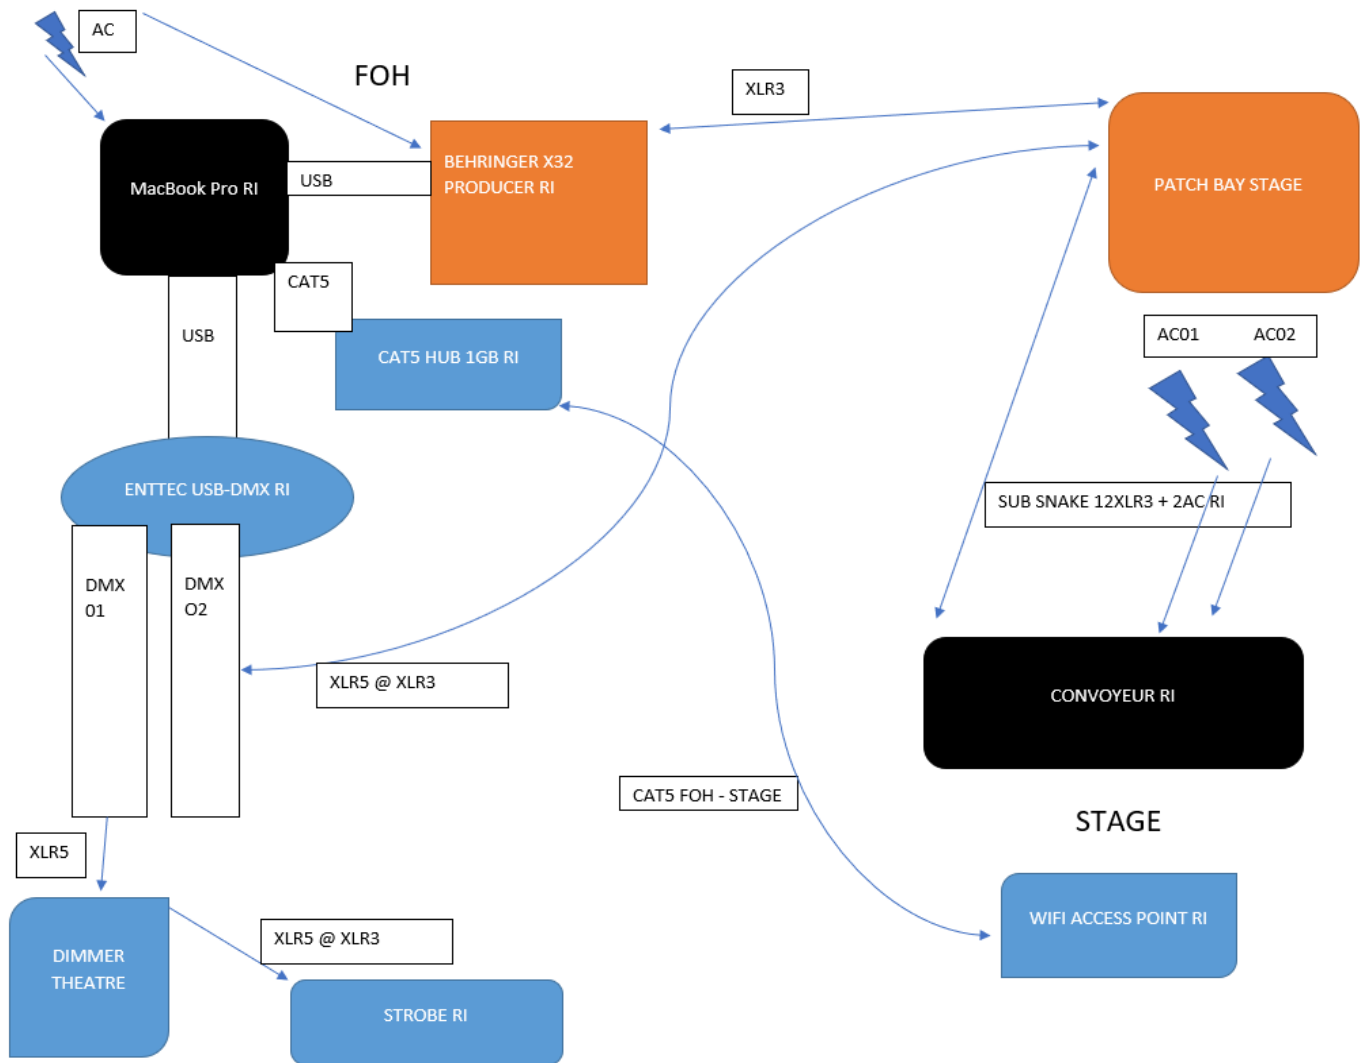 AC
FOH
XLR3
BEHRINGER X32
PRODUCER RI
MacBook Pro RI
USB
PATCH BAY STAGE
CAT5
USB
CAT5 HUB 1GB RI
AC01 AC02
ENTTEC USB-DMX RI
SUB SNAKE 12XLR3 + 2AC RI
DMX
01
DMX
O2
XLR5 @ XLR3
CONVOYEUR RI
CAT5 FOH - STAGE
STAGE
XLR5
WIFI ACCESS POINT RI
XLR5 @ XLR3
DIMMER
THEATRE
STROBE RI